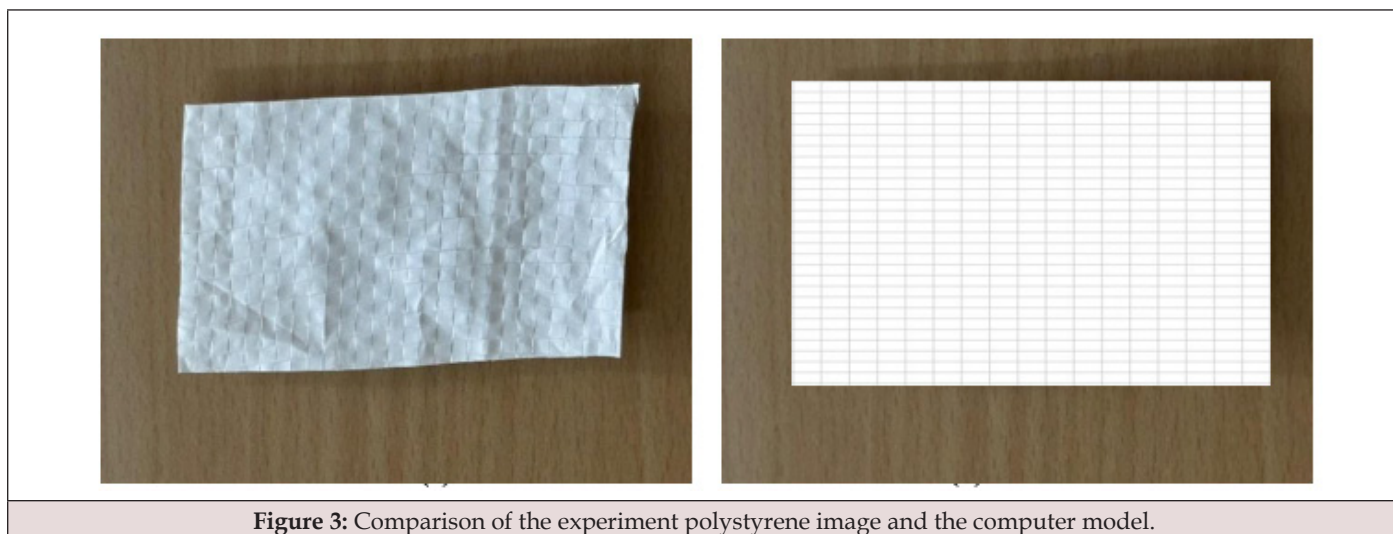 Figure 3: Comparison of the experiment polystyrene image and the computer model.